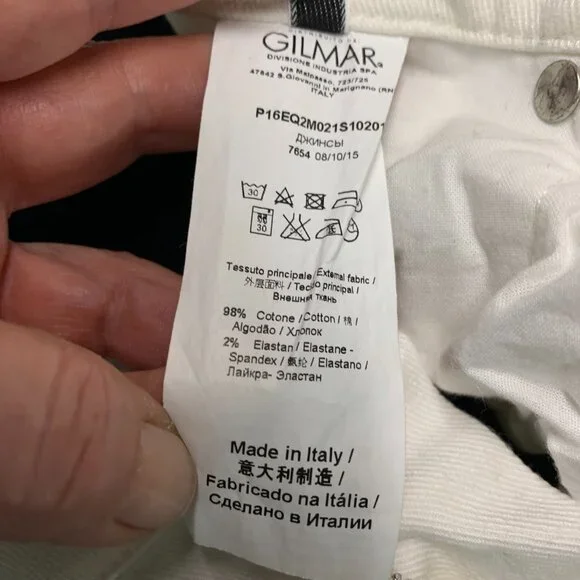 DISTRIBUITO DA:
GILMAR
DIVISIONE INDUSTRIA SPA
Via Malpasso, 723/725
47842 S.Giovanni in Marignano (RN)
ITALY
P16EQ2M021S10201
ДЖИНСЫ
7654 08/10/15
30
30
Tessuto principale / External fabric /
外层面料 / Tecido principal /
Внешняя ткань
98% Cotone / Cotton / 棉 /
Algodão / Хлопок
2% Elastan / Elastane -
Spandex / 氨纶 / Elastano /
Лайкра- Эластан
Made in Italy /
意大利制造 /
Fabricado na Itália /
Сделано в Италии